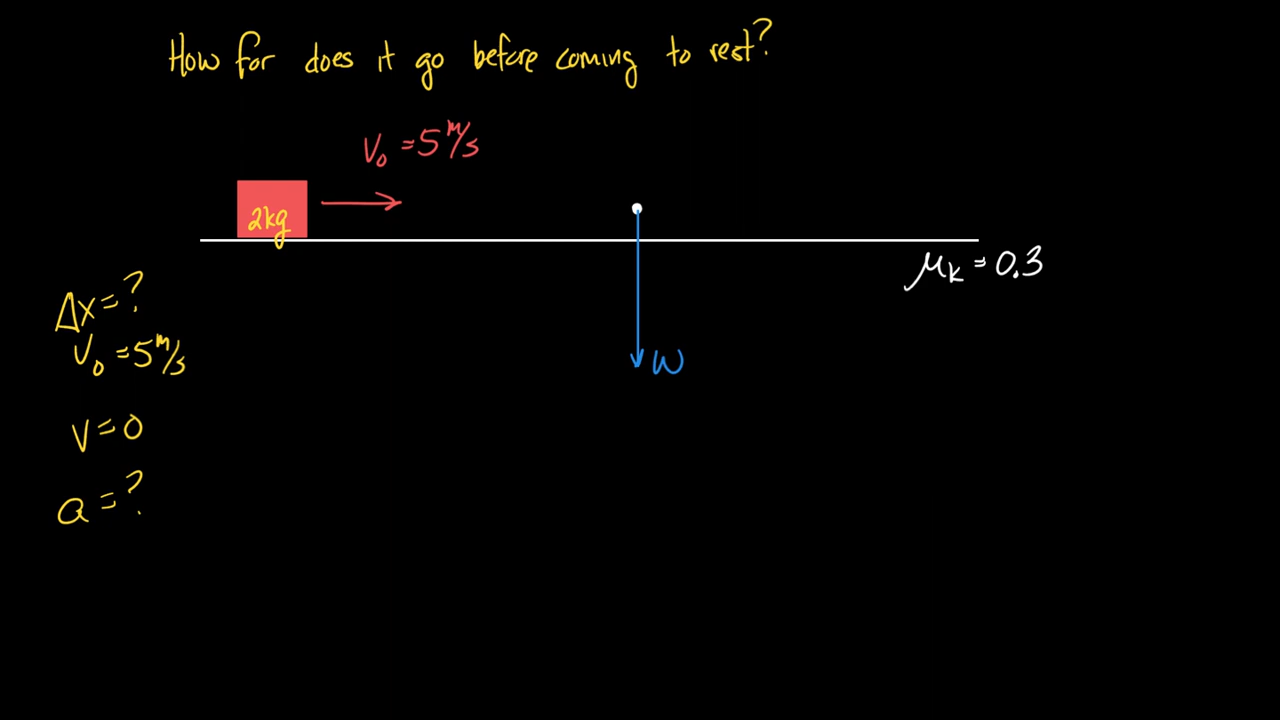 How far does it go before coming to rest?
V₀ = 5 m/s
2kg
μₖ = 0.3
Δx = ?
V₀ = 5 m/s
W
V = 0
a = ?